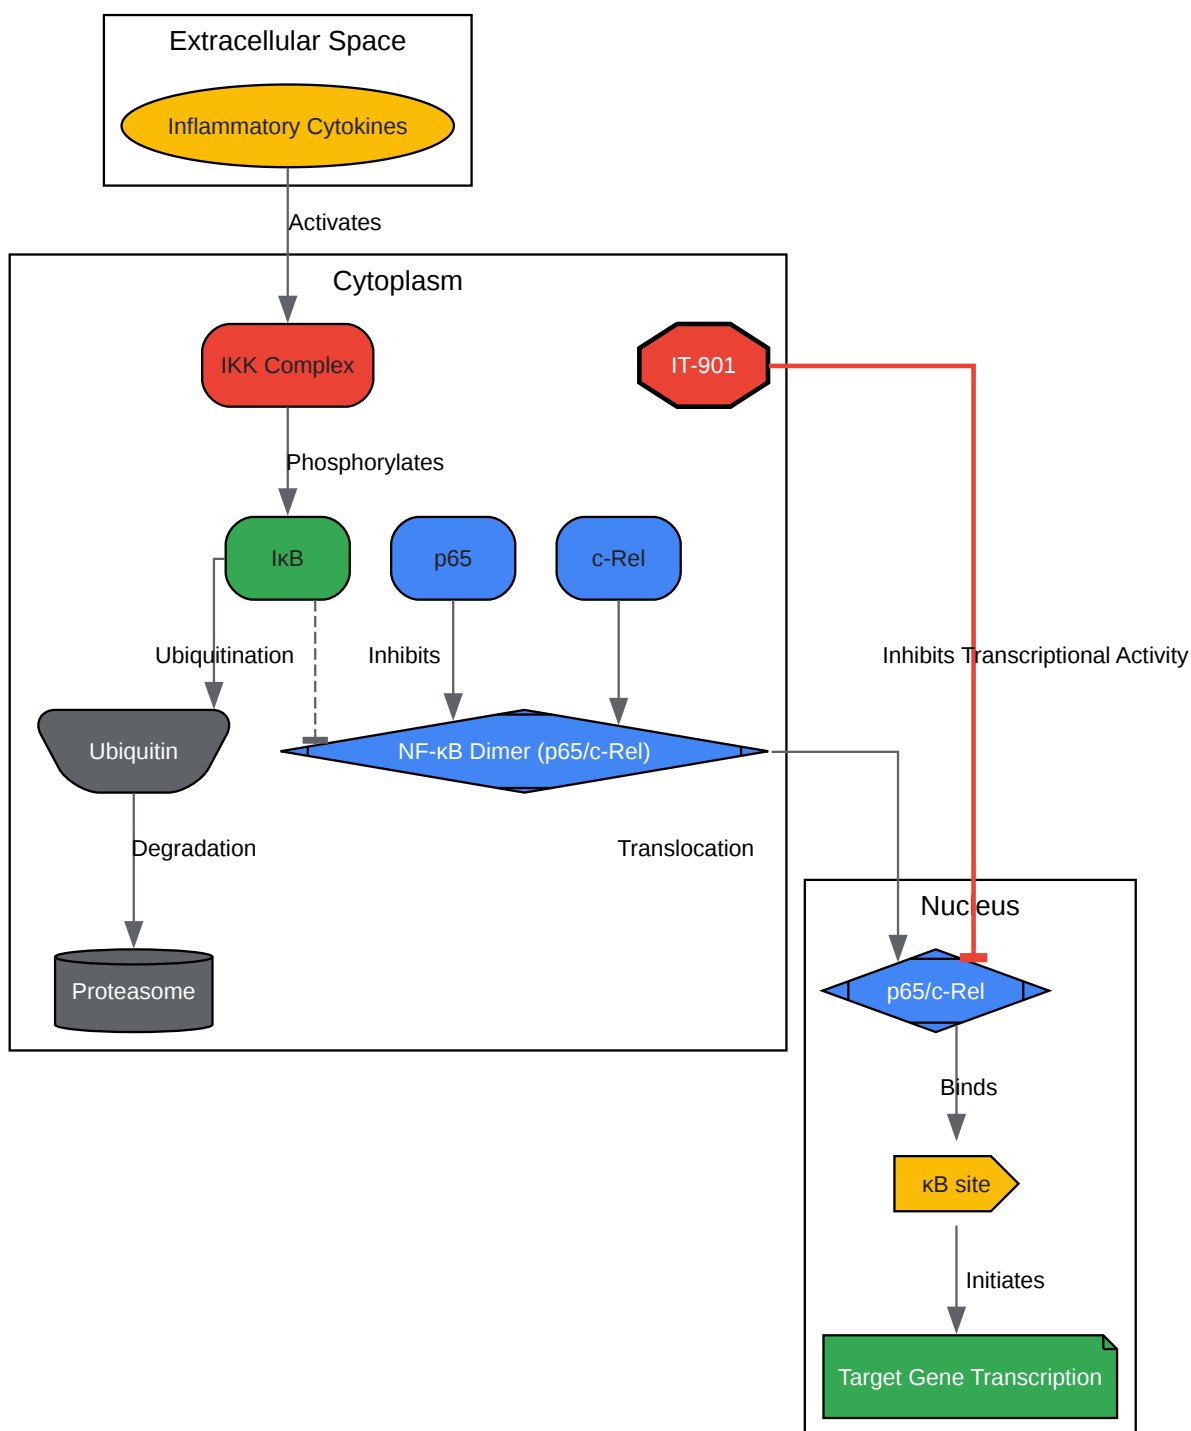 Extracellular Space
Inflammatory Cytokines
Activates
Cytoplasm
IKK Complex
IT-901
Phosphorylates
IκB
p65
c-Rel
Ubiquitination
Inhibits
Inhibits Transcriptional Activity
Ubiquitin
NF-κB Dimer (p65/c-Rel)
Degradation
Translocation
Nucleus
Proteasome
p65/c-Rel
Binds
κB site
Initiates
Target Gene Transcription